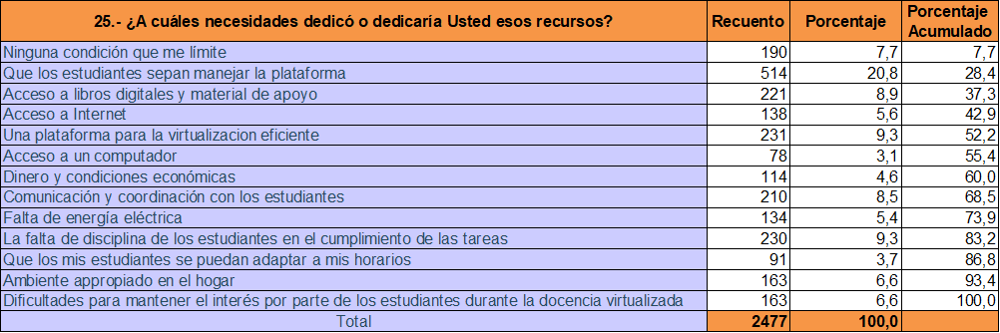 25.- ¿A cuáles necesidades dedicó o dedicaría Usted esos recursos? Recuento Porcentaje Porcentaje Acumulado
Ninguna condición que me límite 190 7,7 7,7
Que los estudiantes sepan manejar la plataforma 514 20,8 28,4
Acceso a libros digitales y material de apoyo 221 8,9 37,3
Acceso a Internet 138 5,6 42,9
Una plataforma para la virtualizacion eficiente 231 9,3 52,2
Acceso a un computador 78 3,1 55,4
Dinero y condiciones económicas 114 4,6 60,0
Comunicación y coordinación con los estudiantes 210 8,5 68,5
Falta de energía eléctrica 134 5,4 73,9
La falta de disciplina de los estudiantes en el cumplimiento de las tareas 230 9,3 83,2
Que los mis estudiantes se puedan adaptar a mis horarios 91 3,7 86,8
Ambiente appropiado en el hogar 163 6,6 93,4
Dificultades para mantener el interés por parte de los estudiantes durante la docencia virtualizada 163 6,6 100,0
Total 2477 100,0